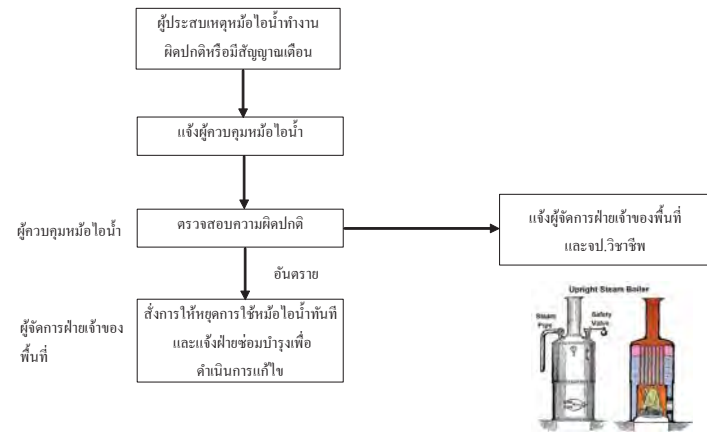 ผู้ประสบเหตุหม้อไอน้ำทำงาน
ผิดปกติหรือมีสัญญาณเตือน
แจ้งผู้ควบคุมหม้อไอน้ำ
ผู้ควบคุมหม้อไอน้ำ
ตรวจสอบความผิดปกติ
แจ้งผู้จัดการฝ่ายเจ้าของพื้นที่
และจป.วิชาชีพ
อันตราย
ผู้จัดการฝ่ายเจ้าของ
พื้นที่
สั่งการให้หยุดการใช้หม้อไอน้ำทันที
และแจ้งฝ่ายซ่อมบำรุงเพื่อ
ดำเนินการแก้ไข
Upright Steam Boiler
Steam
Pipe
Safety
Valve